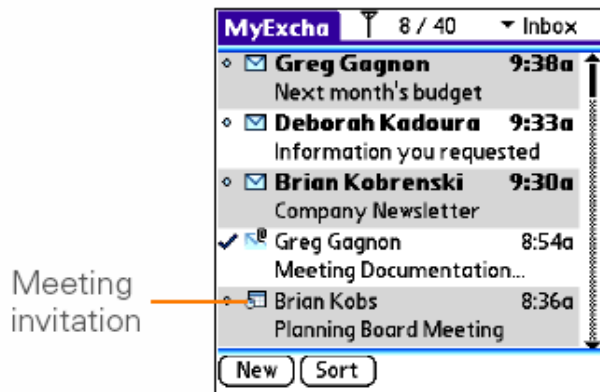 MyExcha 8 / 40 Inbox
Greg Gagnon 9:38a
Next month's budget
Deborah Kadoura 9:33a
Information you requested
Brian Kobrenski 9:30a
Company Newsletter
Greg Gagnon 8:54a
Meeting Documentation...
Meeting invitation
Brian Kobs 8:36a
Planning Board Meeting
New Sort